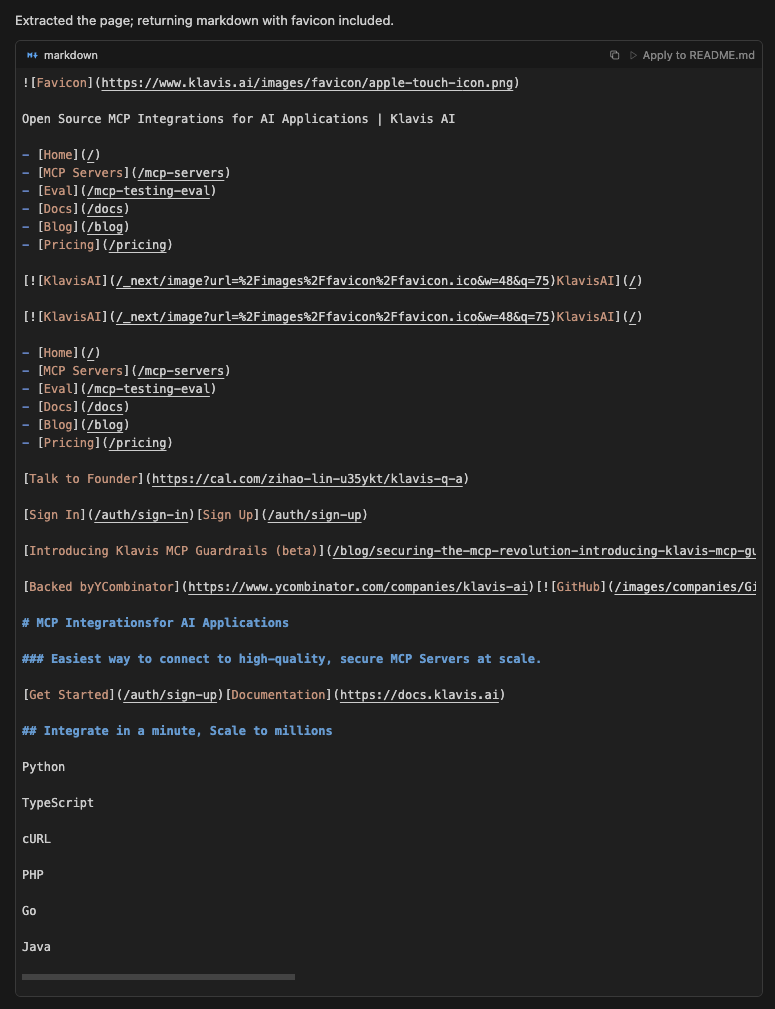 Extracted the page; returning markdown with favicon included.
markdown
Apply to README.md
![Favicon](https://www.klavis.ai/images/favicon/apple-touch-icon.png)
Open Source MCP Integrations for AI Applications | Klavis AI
- [Home](/)
- [MCP Servers](/mcp-servers)
- [Eval](/mcp-testing-eval)
- [Docs](/docs)
- [Blog](/blog)
- [Pricing](/pricing)
[![KlavisAI](/_next/image?url=%2Fimages%2Ffavicon%2Ffavicon.ico&w=48&q=75)KlavisAI](/)
[![KlavisAI](/_next/image?url=%2Fimages%2Ffavicon%2Ffavicon.ico&w=48&q=75)KlavisAI](/)
- [Home](/)
- [MCP Servers](/mcp-servers)
- [Eval](/mcp-testing-eval)
- [Docs](/docs)
- [Blog](/blog)
- [Pricing](/pricing)
[Talk to Founder](https://cal.com/zihao-lin-u35ykt/klavis-q-a)
[Sign In](/auth/sign-in)[Sign Up](/auth/sign-up)
[Introducing Klavis MCP Guardrails (beta)](/blog/securing-the-mcp-revolution-introducing-klavis-mcp-gu
[Backed byYCombinator](https://www.ycombinator.com/companies/klavis-ai)[![GitHub](/images/companies/Gi
# MCP Integrationsfor AI Applications
### Easiest way to connect to high-quality, secure MCP Servers at scale.
[Get Started](/auth/sign-up)[Documentation](https://docs.klavis.ai)
## Integrate in a minute, Scale to millions
Python
TypeScript
cURL
PHP
Go
Java